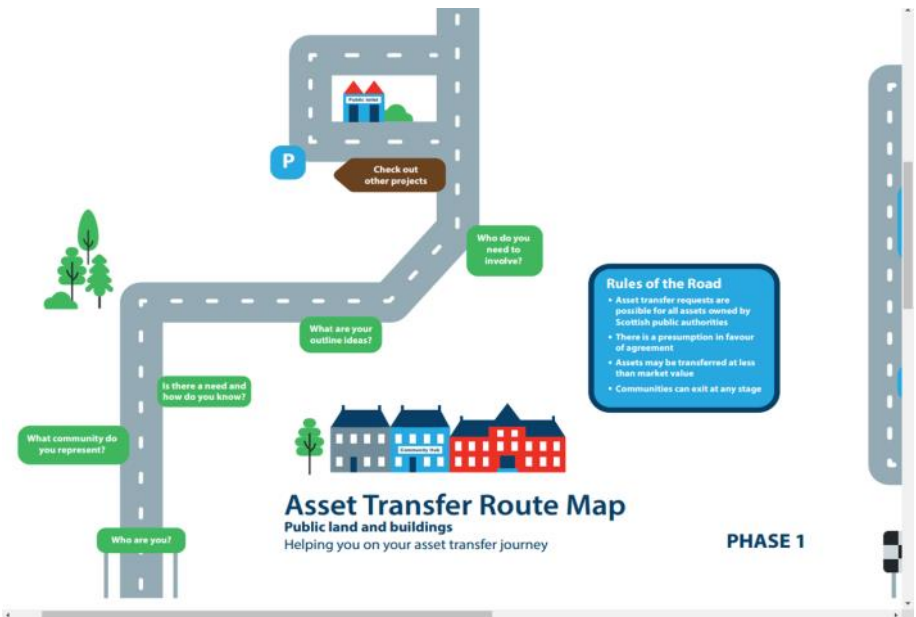 Public toilet
P
Check out
other projects
Who do you
need to
involve?
Rules of the Road
• Asset transfer requests are
possible for all assets owned by
Scottish public authorities
• There is a presumption in favour
of agreement
• Assets may be transferred at less
than market value
• Communities can exit at any stage
What are your
outline ideas?
Is there a need and
how do you know?
What community do
you represent?
Community Hub
Asset Transfer Route Map
Public land and buildings
Helping you on your asset transfer journey
Who are you?
PHASE 1